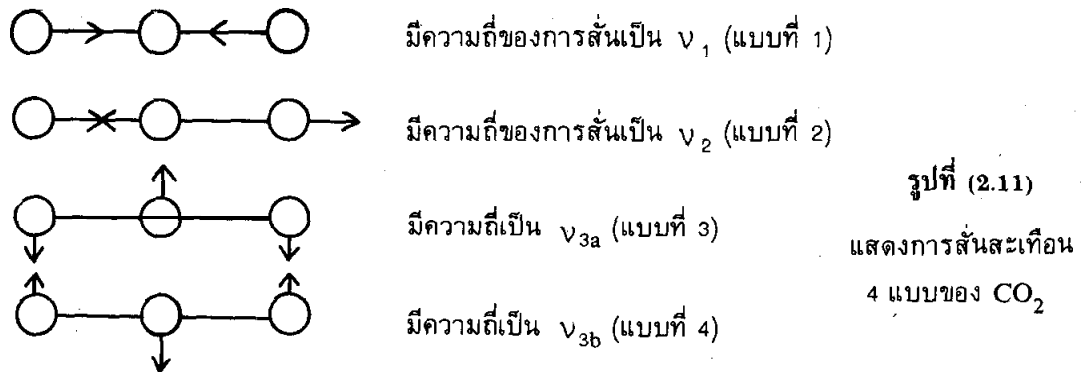 มีความถี่ของการสั่นเป็น ν₁ (แบบที่ 1)
มีความถี่ของการสั่นเป็น ν₂ (แบบที่ 2)
มีความถี่เป็น ν₃ₐ (แบบที่ 3)
มีความถี่เป็น ν3b (แบบที่ 4)
รูปที่ (2.11)
แสดงการสั่นสะเทือน
4 แบบของ CO₂